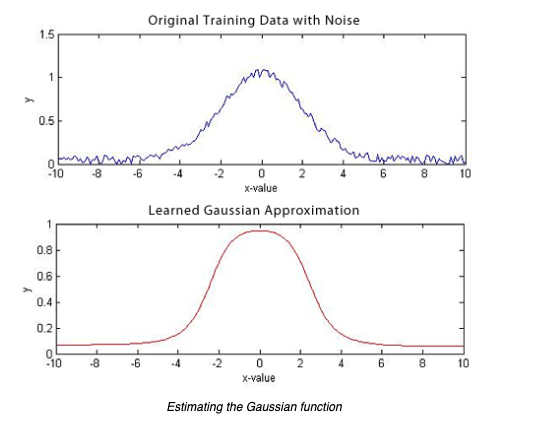 Original Training Data with Noise
1.5
1
0.5
0
y
-10 -8 -6 -4 -2 0 2 4 6 8 10
x-value
Learned Gaussian Approximation
1
0.8
0.6
0.4
0.2
0
y
-10 -8 -6 -4 -2 0 2 4 6 8 10
x-value
Estimating the Gaussian function